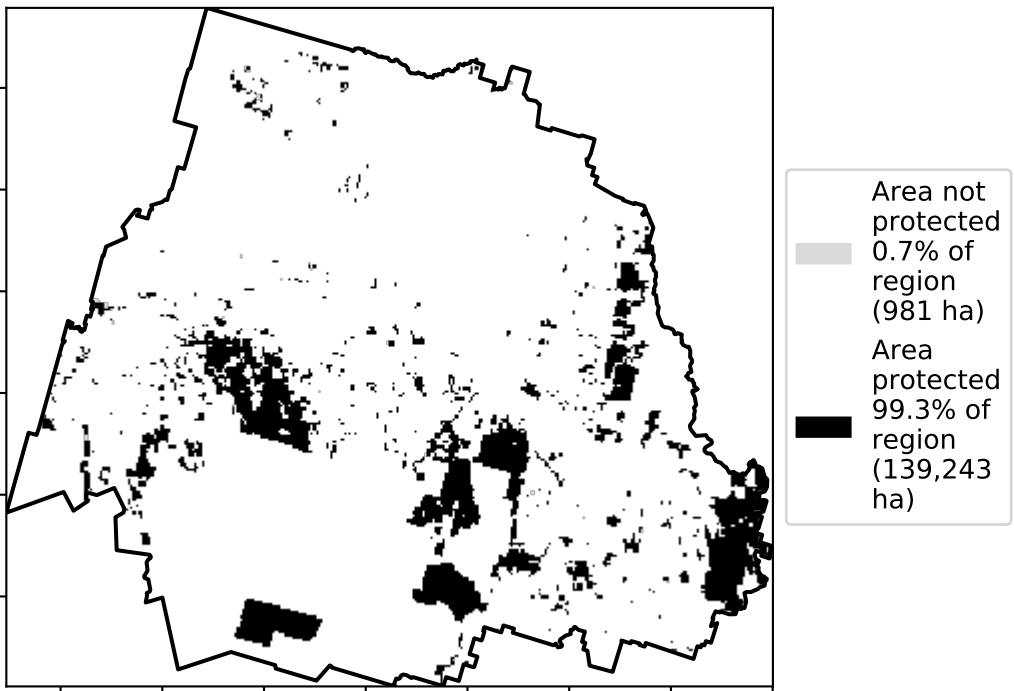 Area not
protected
0.7% of
region
(981 ha)
Area
protected
99.3% of
region
(139,243
ha)